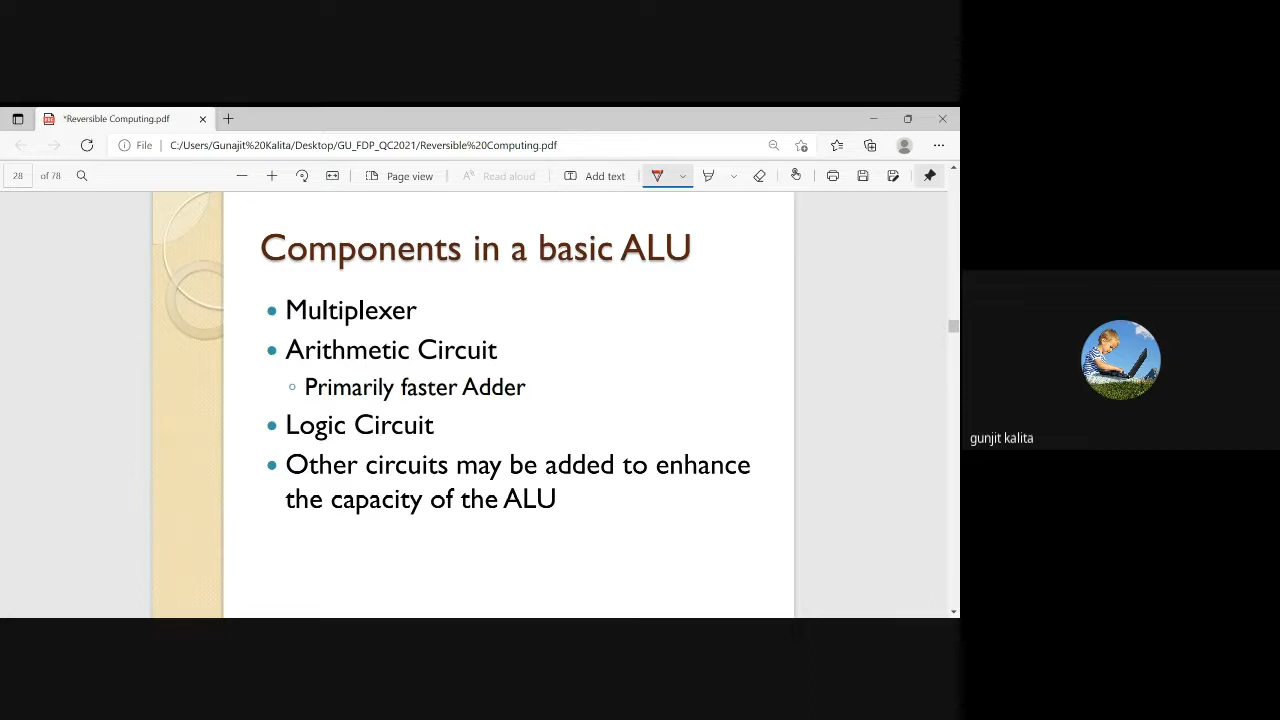 *Reversible Computing.pdf
File C:/Users/Gunajit%20Kalita/Desktop/GU_FDP_QC2021/Reversible%20Computing.pdf
28 of 78 Page view Read aloud Add text
Components in a basic ALU
• Multiplexer
• Arithmetic Circuit
◦ Primarily faster Adder
• Logic Circuit
• Other circuits may be added to enhance
the capacity of the ALU
gunjit kalita